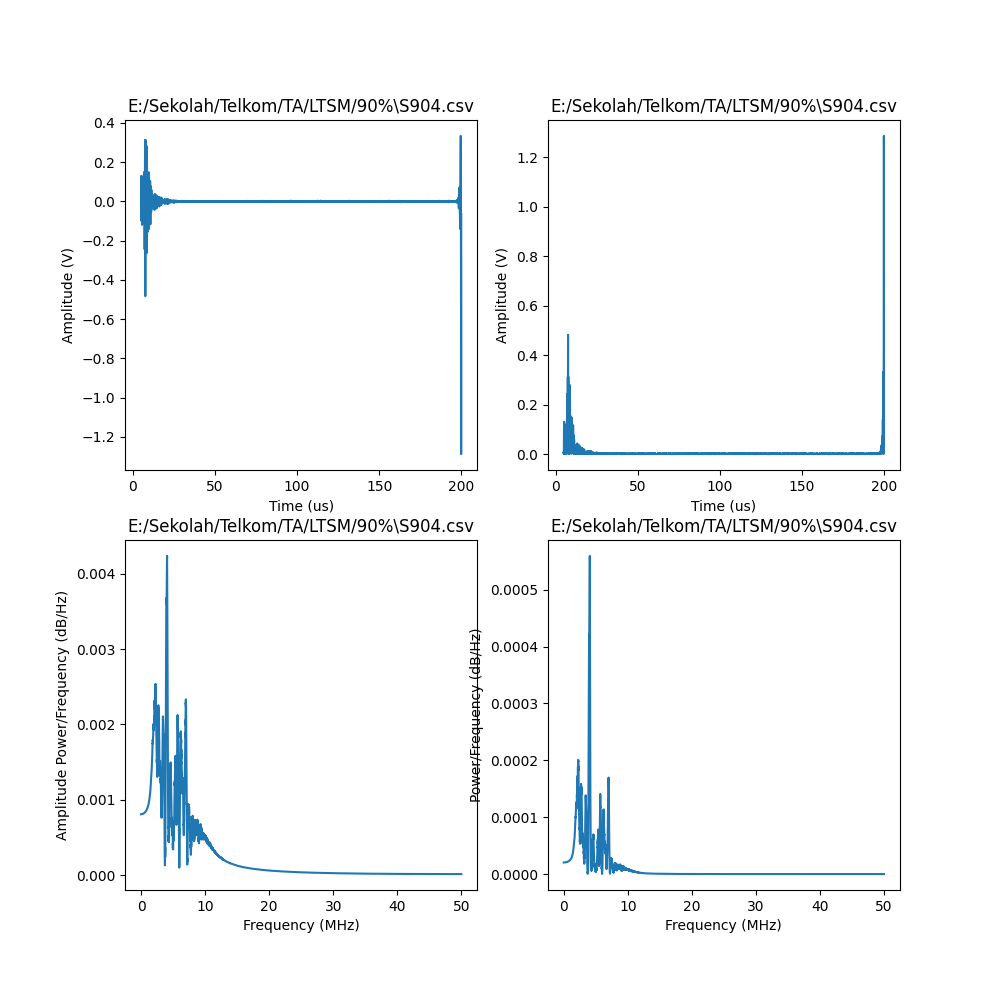 E:/Sekolah/Telkom/TA/LTSM/90%\S904.csv
Amplitude (V)
0.4
0.2
0.0
−0.2
−0.4
−0.6
−0.8
−1.0
−1.2
0 50 100 150 200
Time (us)
E:/Sekolah/Telkom/TA/LTSM/90%\S904.csv
Amplitude (V)
1.2
1.0
0.8
0.6
0.4
0.2
0.0
0 50 100 150 200
Time (us)
E:/Sekolah/Telkom/TA/LTSM/90%\S904.csv
Amplitude Power/Frequency (dB/Hz)
0.004
0.003
0.002
0.001
0.000
0 10 20 30 40 50
Frequency (MHz)
E:/Sekolah/Telkom/TA/LTSM/90%\S904.csv
Power/Frequency (dB/Hz)
0.0005
0.0004
0.0003
0.0002
0.0001
0.0000
0 10 20 30 40 50
Frequency (MHz)